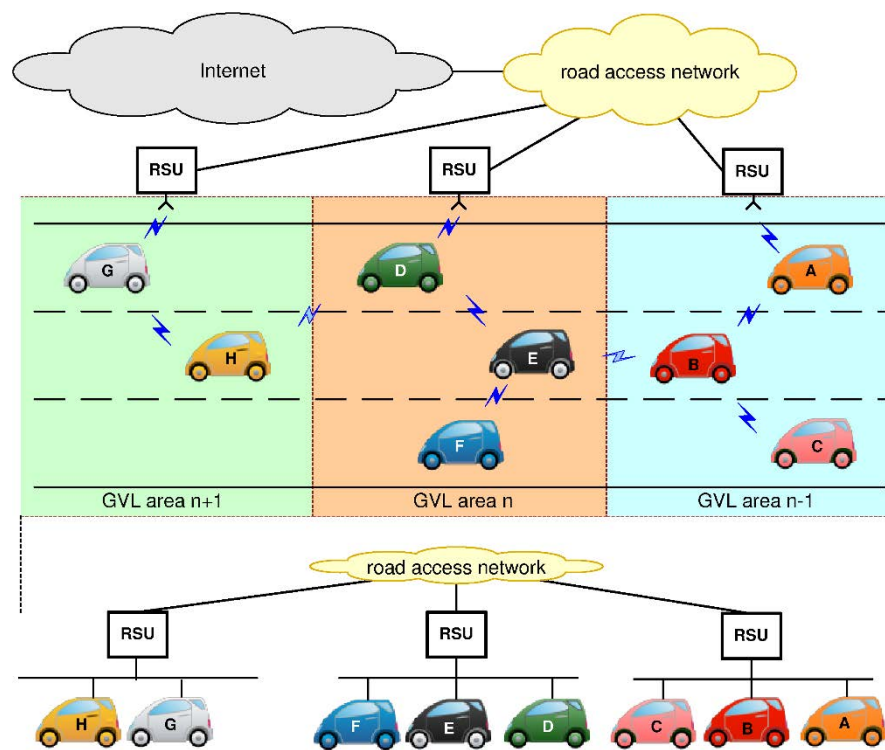 Internet
road access network
RSU
RSU
RSU
G
D
A
H
E
B
F
C
GVL area n+1
GVL area n
GVL area n-1
road access network
RSU
RSU
RSU
H
G
F
E
D
C
B
A